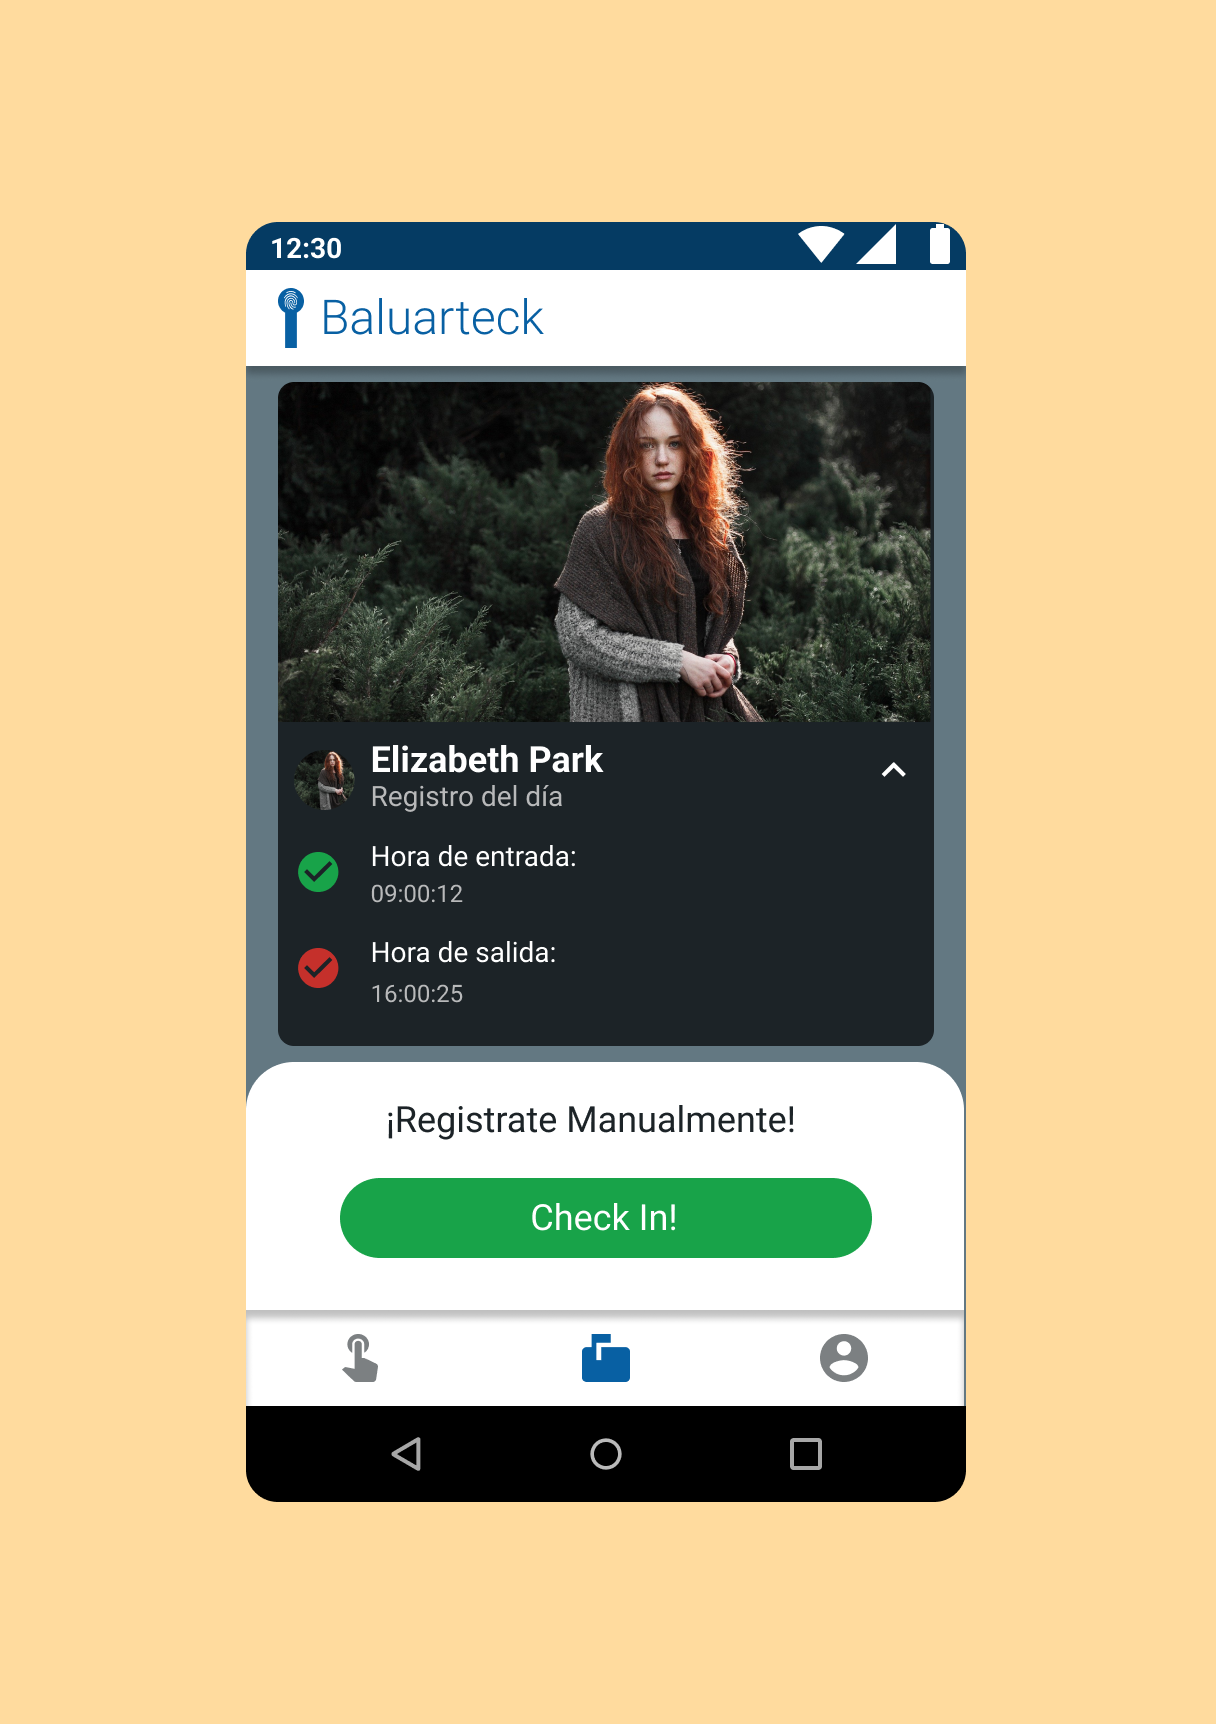 12:30
Baluarteck
Elizabeth Park
Registro del día
Hora de entrada:
09:00:12
Hora de salida:
16:00:25
¡Registrate Manualmente!
Check In!